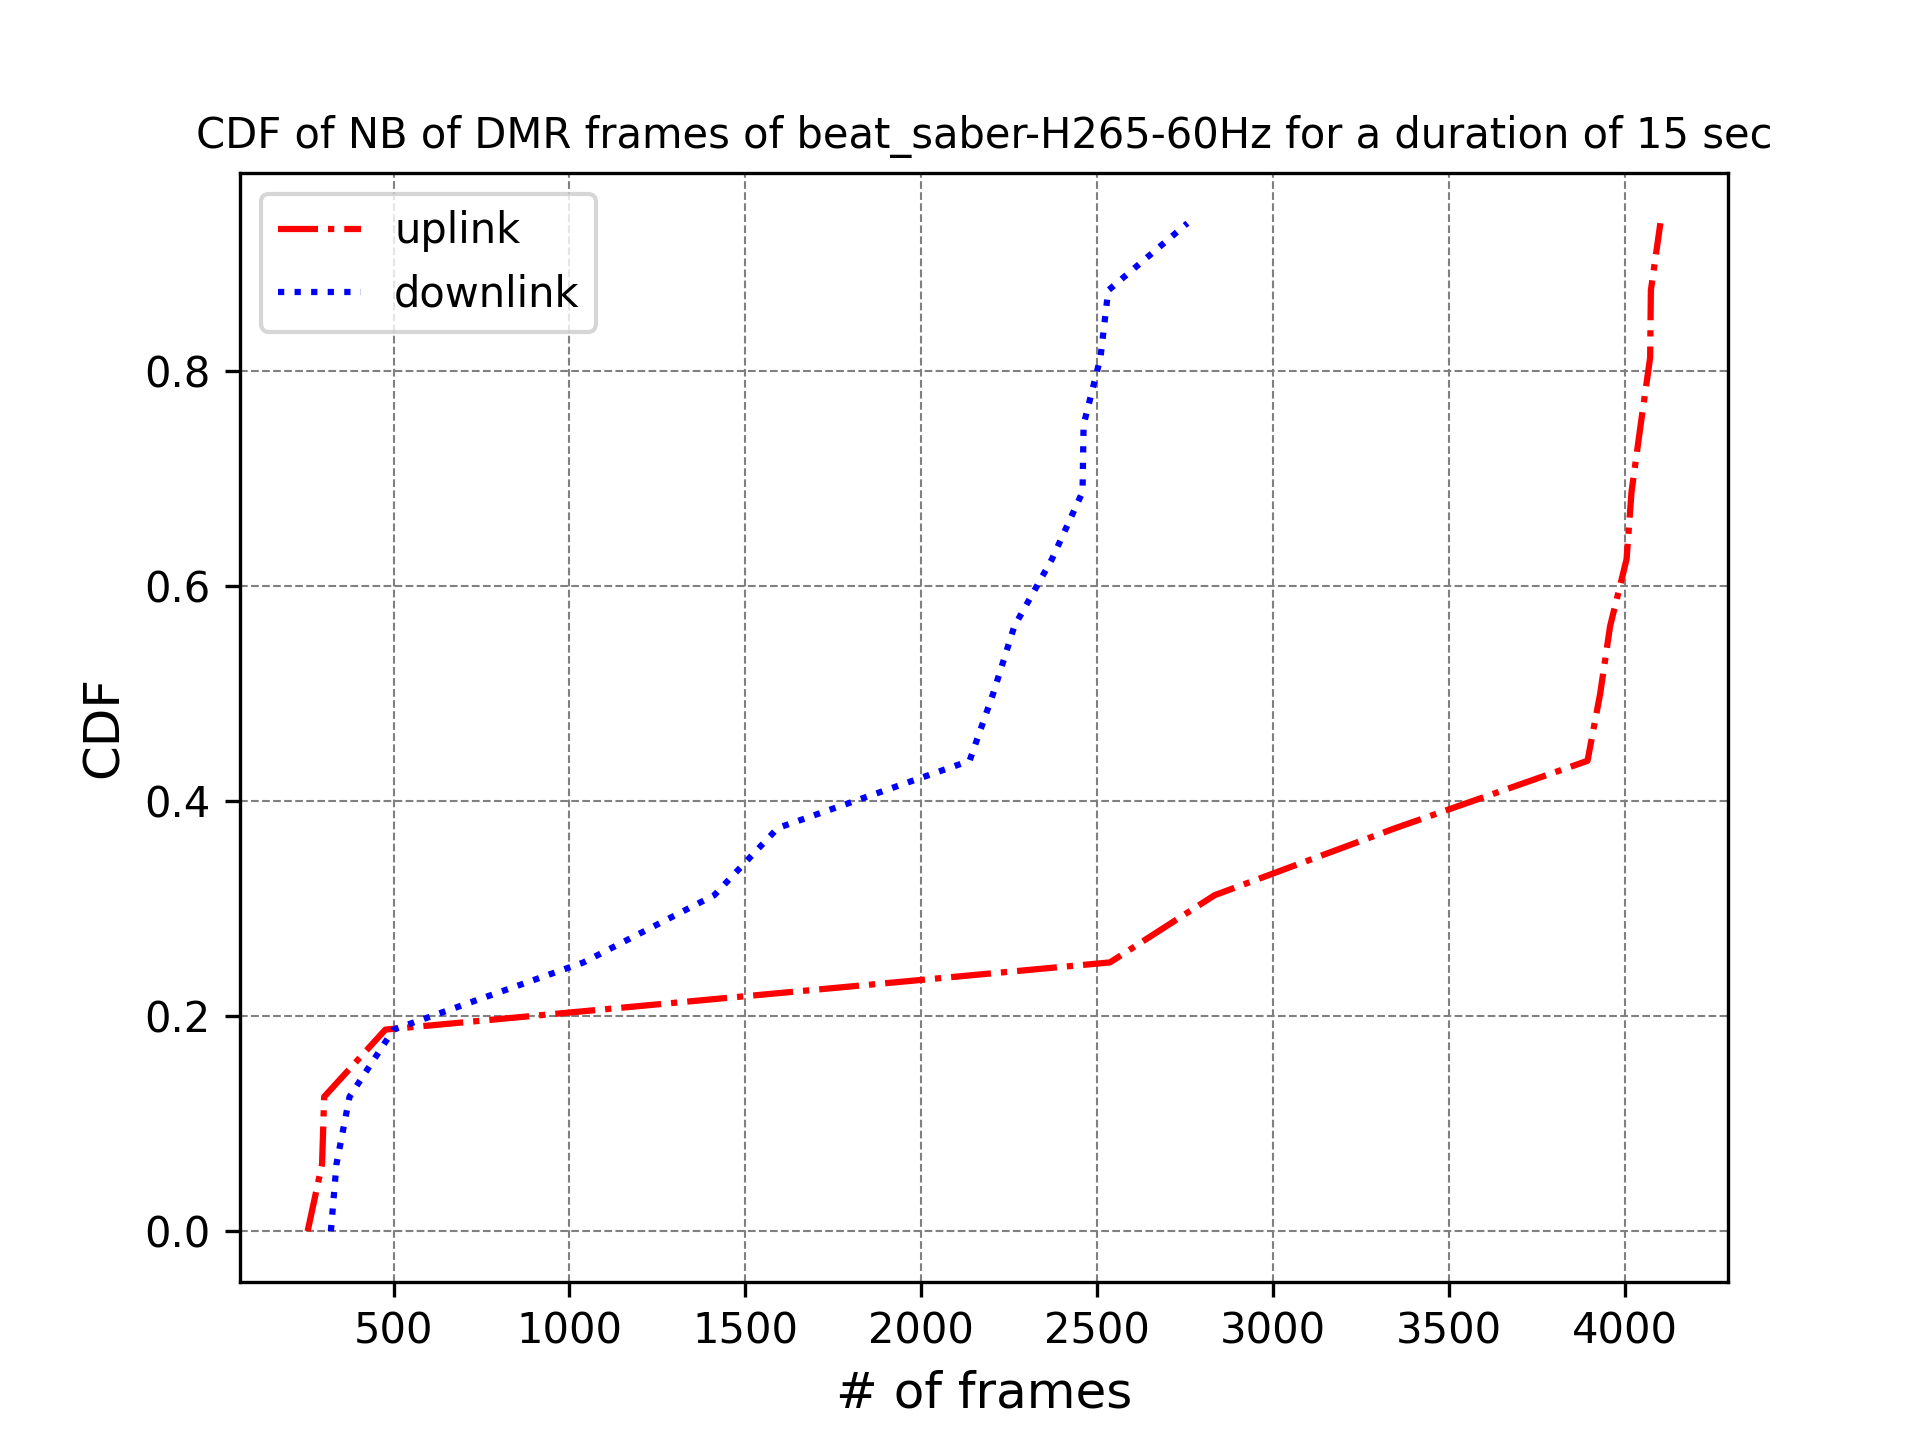 CDF of NB of DMR frames of beat_saber-H265-60Hz for a duration of 15 sec
uplink
downlink
CDF
0.8
0.6
0.4
0.2
0.0
500 1000 1500 2000 2500 3000 3500 4000
# of frames